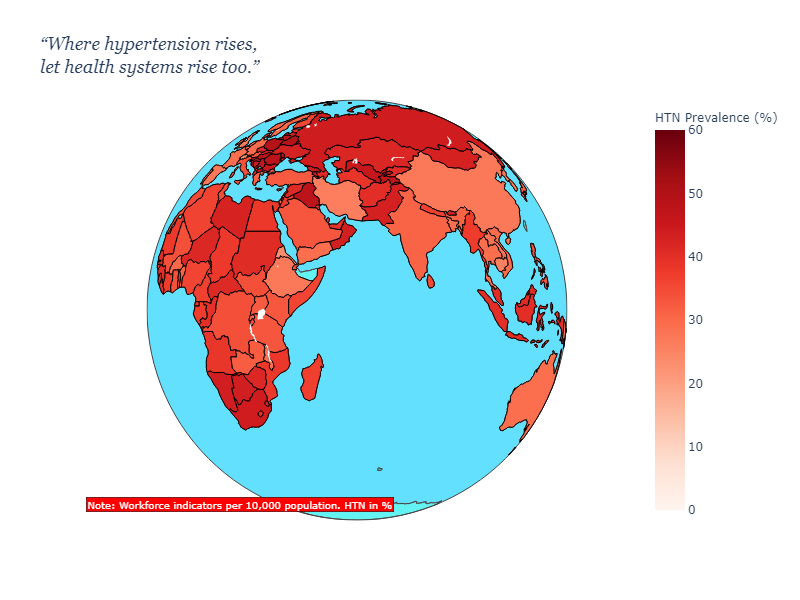 “Where hypertension rises,
let health systems rise too.”
HTN Prevalence (%)
60
50
40
30
20
10
0
Note: Workforce indicators per 10,000 population. HTN in %